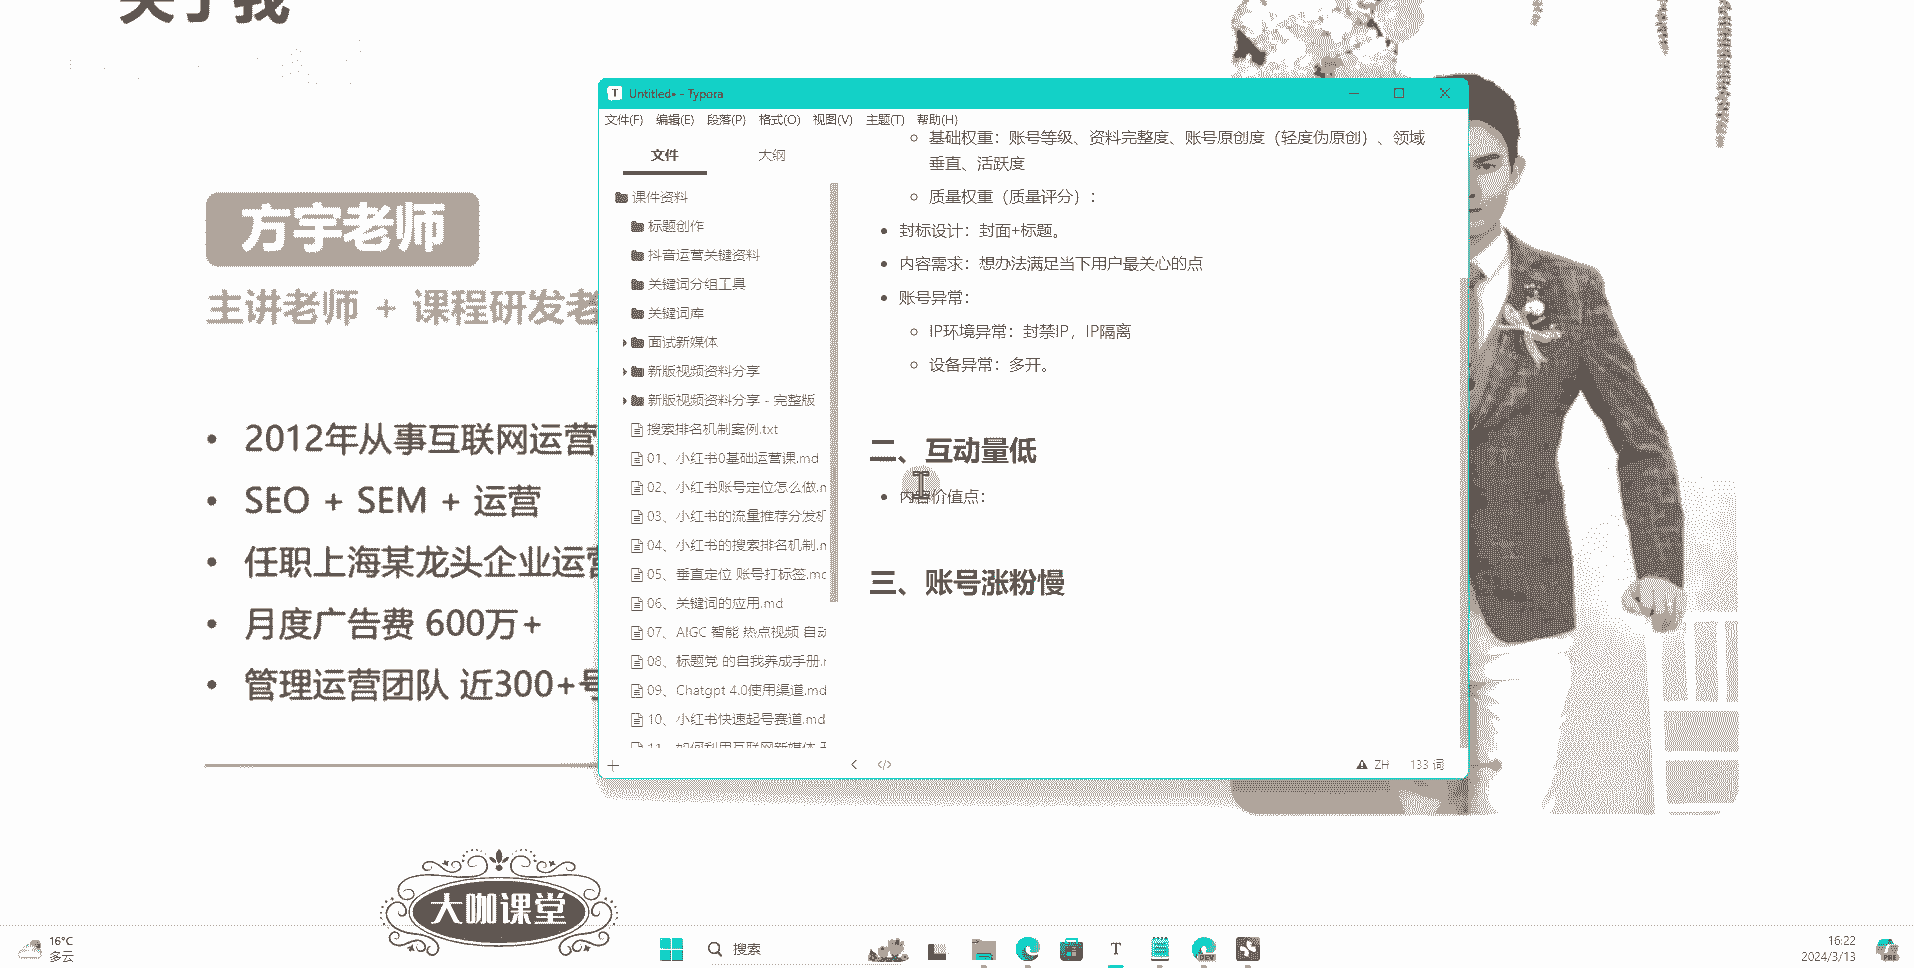 关于我
方宇老师
主讲老师 + 课程研发老
• 2012年从事互联网运营
• SEO + SEM + 运营
• 任职上海某龙头企业运营
• 月度广告费 600万+
• 管理运营团队 近300+号
大咖课堂
Untitled• - Typora
文件(F) 编辑(E) 段落(P) 格式(O) 视图(V) 主题(T) 帮助(H)
文件 大纲
课件资料
标题创作
抖音运营关键资料
关键词分组工具
关键词库
面试新媒体
新版视频资料分享
新版视频资料分享 - 完整版
搜索排名机制案例.txt
01、小红书0基础运营课.md
02、小红书账号定位怎么做.m
03、小红书的流量推荐分发机
04、小红书的搜索排名机制.m
05、垂直定位 账号打标签.md
06、关键词的应用.md
07、AIGC 智能 热点视频 自动
08、标题党 的自我养成手册.m
09、Chatgpt 4.0使用渠道.md
10、小红书快速起号赛道.md
11、如何利用互联网新媒体
基础权重：账号等级、资料完整度、账号原创度（轻度伪原创）、领域
垂直、活跃度
质量权重（质量评分）：
• 封标设计：封面+标题。
• 内容需求：想办法满足当下用户最关心的点
• 账号异常：
IP环境异常：封禁IP，IP隔离
设备异常：多开。
二、互动量低
• 内容价值点：
三、账号涨粉慢
ZH 133 词
16°C
多云
搜索
16:22
2024/3/13